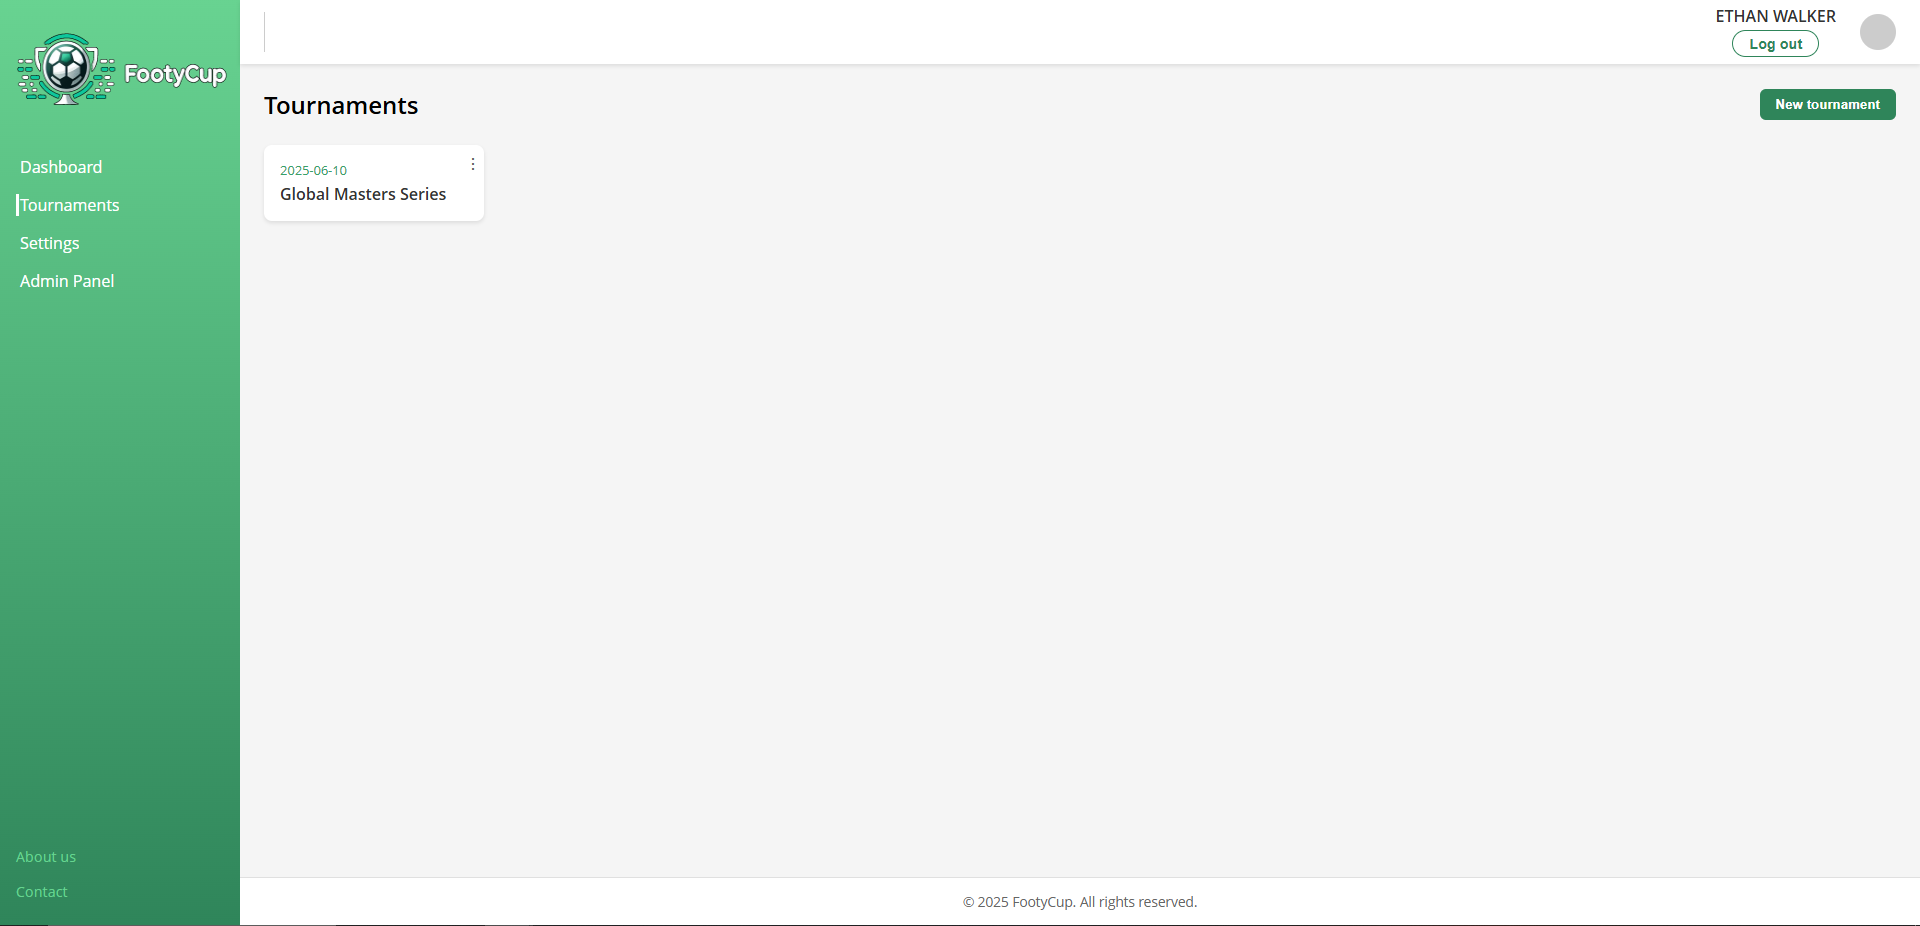 FootyCup
Dashboard
Tournaments
Settings
Admin Panel
About us
Contact
ETHAN WALKER
Log out
Tournaments
New tournament
2025-06-10
Global Masters Series
© 2025 FootyCup. All rights reserved.